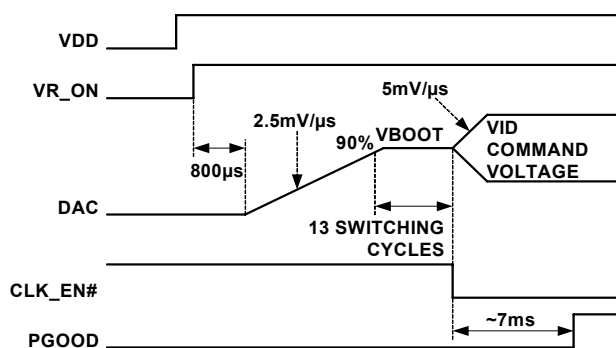 VDD
VR_ON
5mV/µs
2.5mV/µs
90%
VBOOT
VID
COMMAND
VOLTAGE
800µs
DAC
13 SWITCHING
CYCLES
CLK_EN#
~7ms
PGOOD